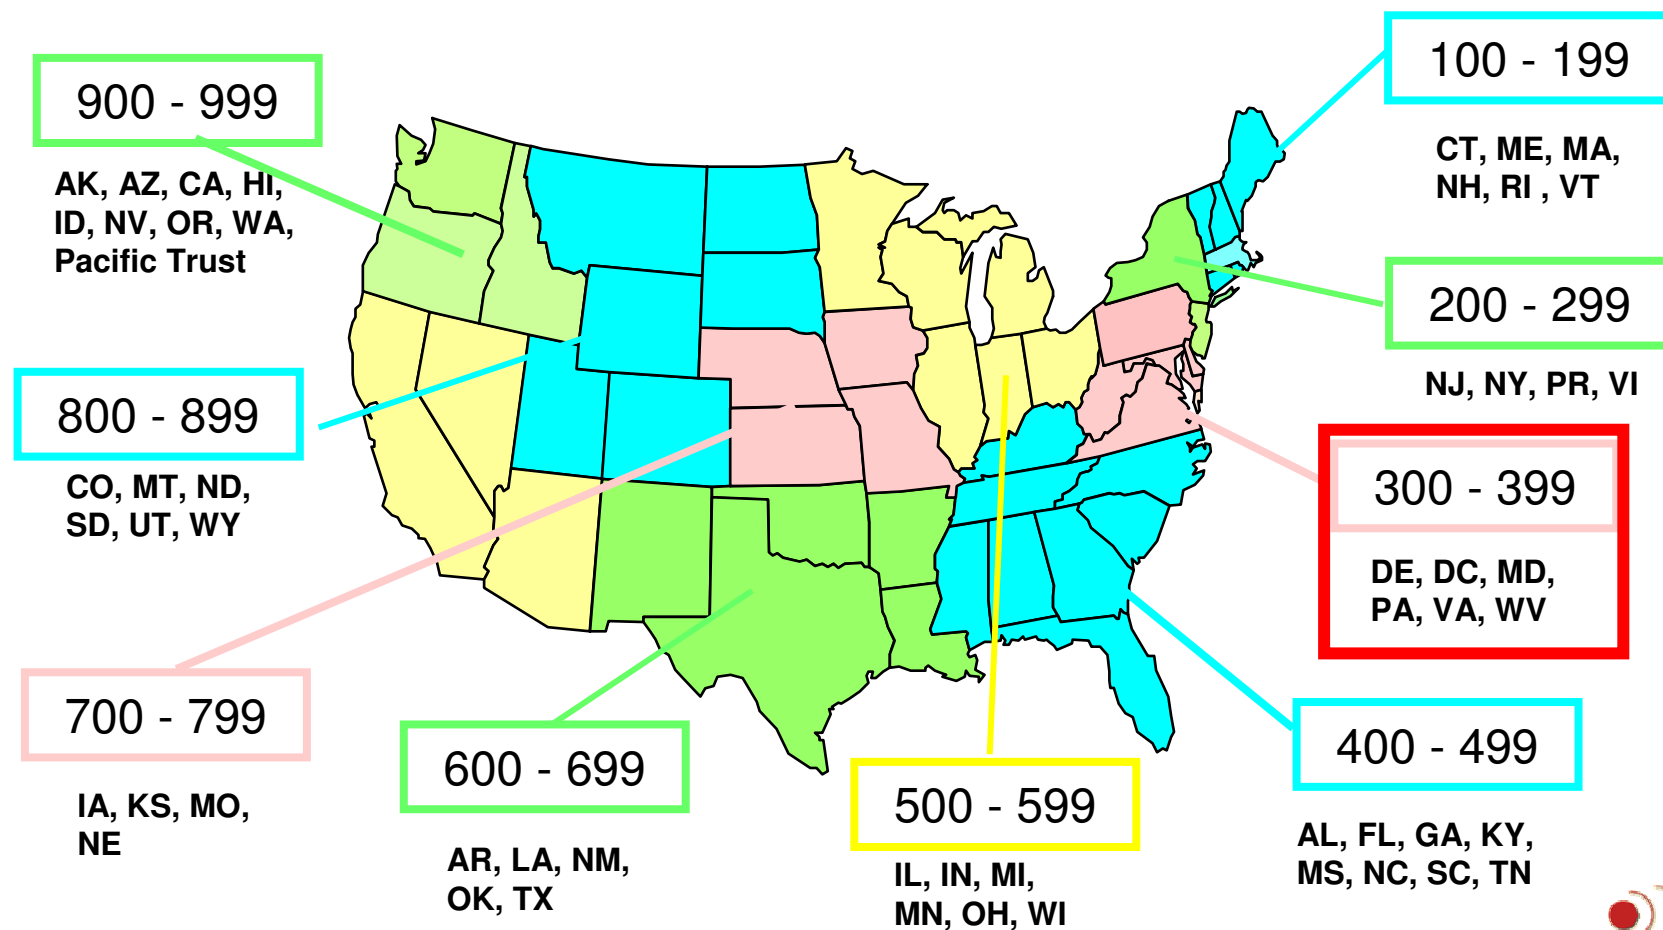 900 - 999
AK, AZ, CA, HI,
ID, NV, OR, WA,
Pacific Trust
800 - 899
CO, MT, ND,
SD, UT, WY
700 - 799
IA, KS, MO,
NE
600 - 699
AR, LA, NM,
OK, TX
500 - 599
IL, IN, MI,
MN, OH, WI
100 - 199
CT, ME, MA,
NH, RI , VT
200 - 299
NJ, NY, PR, VI
300 - 399
DE, DC, MD,
PA, VA, WV
400 - 499
AL, FL, GA, KY,
MS, NC, SC, TN